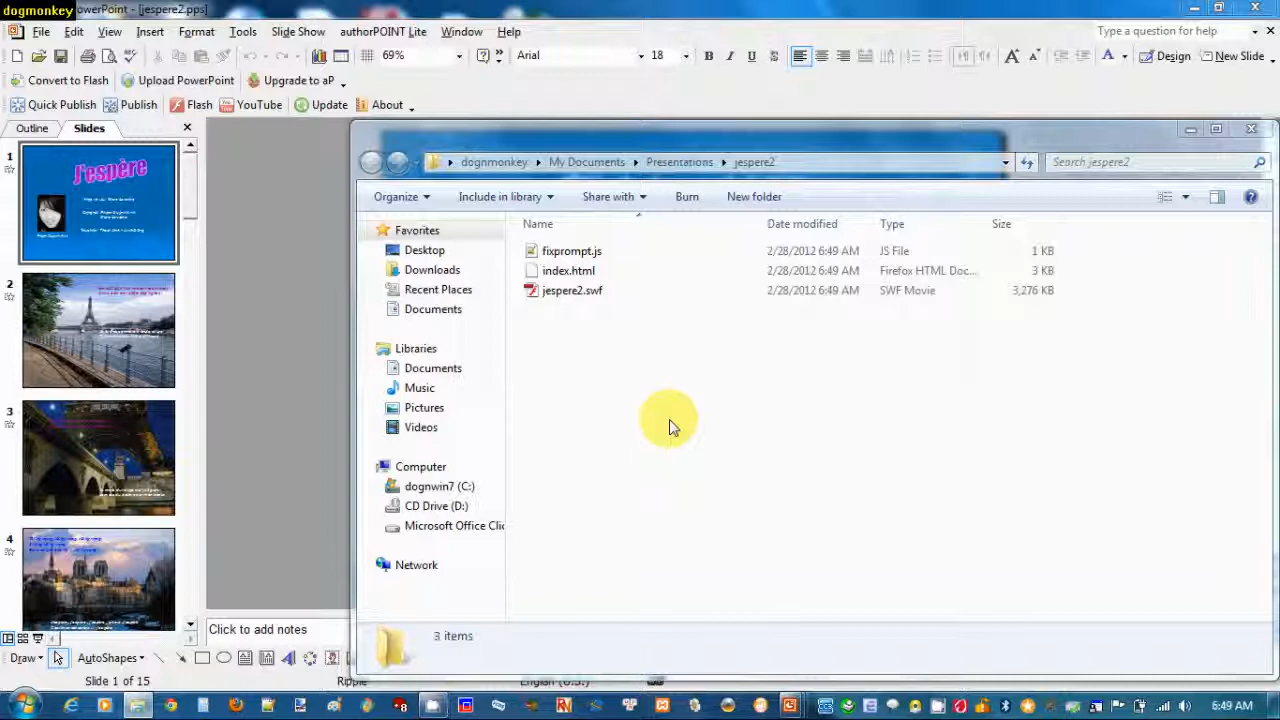 dogmonkey
owerPoint - [jespere2.pps]
File Edit View Insert Format Tools Slide Show authorPOINT Lite Window Help
Type a question for help
69% Arial 18 Design New Slide
Convert to Flash Upload PowerPoint Upgrade to aP
Quick Publish Publish Flash YouTube Update About
Outline Slides
1
J'espère
2
3
4
dognmonkey My Documents Presentations jespere2
Search jespere2
Organize Include in library Share with Burn New folder
Favorites
Desktop
Downloads
Recent Places
Documents
Libraries
Documents
Music
Pictures
Videos
Computer
dognwin7 (C:)
CD Drive (D:)
Microsoft Office Clic
Network
Name Date modified Type Size
fixprompt.js 2/28/2012 6:49 AM JS File 1 KB
index.html 2/28/2012 6:49 AM Firefox HTML Doc... 3 KB
jespere2.swf 2/28/2012 6:49 AM SWF Movie 3,276 KB
3 items
Click to add notes
Draw AutoShapes
Slide 1 of 15 Ripple English (U.S.)
6:49 AM